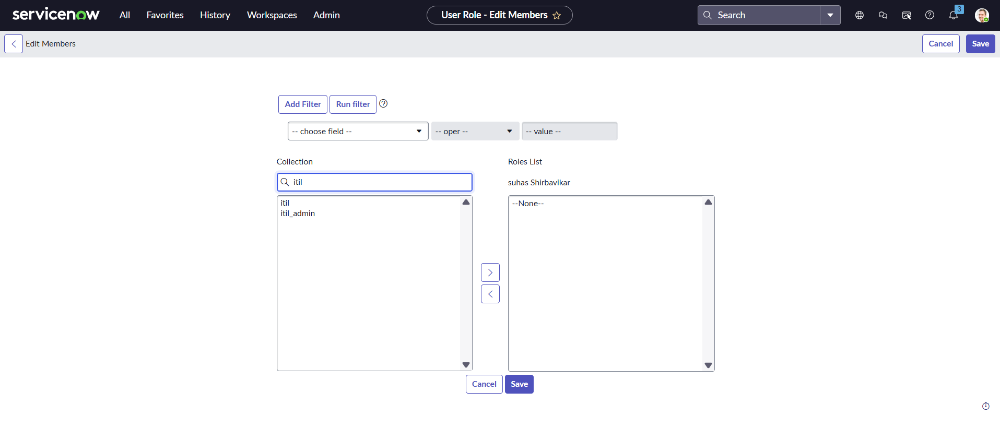 servicenow All Favorites History Workspaces Admin User Role - Edit Members Search 3
Edit Members Cancel Save
Add Filter Run filter
-- choose field -- -- oper -- -- value --
Collection Roles List
itil suhas Shirbavikar
itil --None--
itil_admin
Cancel Save